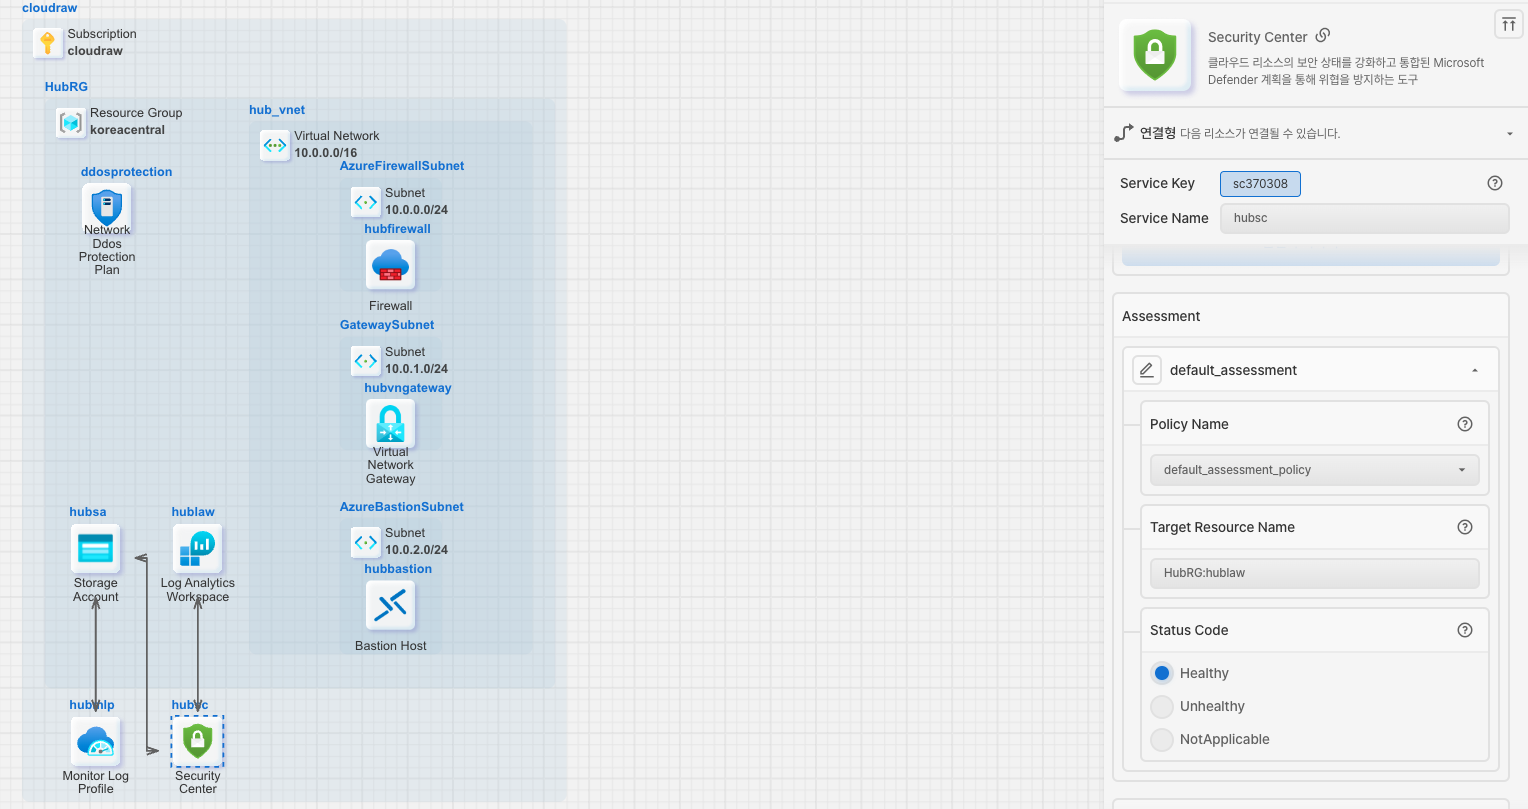 cloudraw
Subscription
cloudraw
HubRG
Resource Group
koreacentral
ddosprotection
Network
Ddos
Protection
Plan
hub_vnet
Virtual Network
10.0.0.0/16
AzureFirewallSubnet
Subnet
10.0.0.0/24
hubfirewall
Firewall
GatewaySubnet
Subnet
10.0.1.0/24
hubvngateway
Virtual
Network
Gateway
AzureBastionSubnet
Subnet
10.0.2.0/24
hubbastion
Bastion Host
hubsa
Storage
Account
hublaw
Log Analytics
Workspace
hubmlp
Monitor Log
Profile
hubsc
Security
Center
Security Center
클라우드 리소스의 보안 상태를 강화하고 통합된 Microsoft
Defender 계획을 통해 위협을 방지하는 도구
연결형 다음 리소스가 연결될 수 있습니다.
Service Key sc370308
Service Name hubsc
Assessment
default_assessment
Policy Name
default_assessment_policy
Target Resource Name
HubRG:hublaw
Status Code
Healthy
Unhealthy
NotApplicable